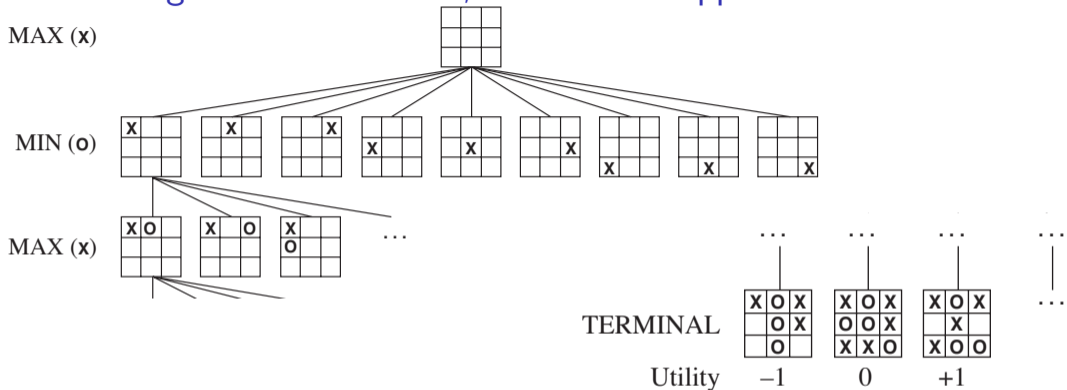 MAX (x)
MIN (o)
X X X X X X X X X
MAX (x)
X O X O X
O
...
... ... ... ...
TERMINAL
X O X X O X X O X ...
O X O O X X
O X X O X O O
Utility –1 0 +1